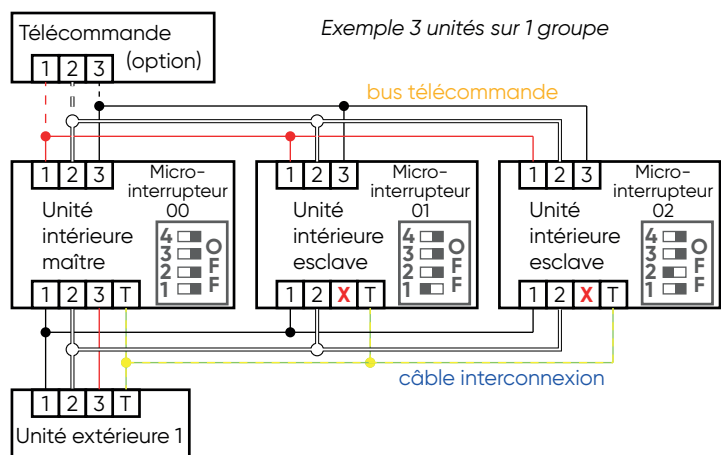 Exemple 3 unités sur 1 groupe
Télécommande
(option)
1 2 3
bus télécommande
1 2 3
Micro-
interrupteur
00
Unité
intérieure
maître
4
3
2
1
OFF
1 2 3 T
1 2 3
Micro-
interrupteur
01
Unité
intérieure
esclave
4
3
2
1
OFF
1 2 X T
1 2 3
Micro-
interrupteur
02
Unité
intérieure
esclave
4
3
2
1
OFF
1 2 X T
câble interconnexion
1 2 3 T
Unité extérieure 1